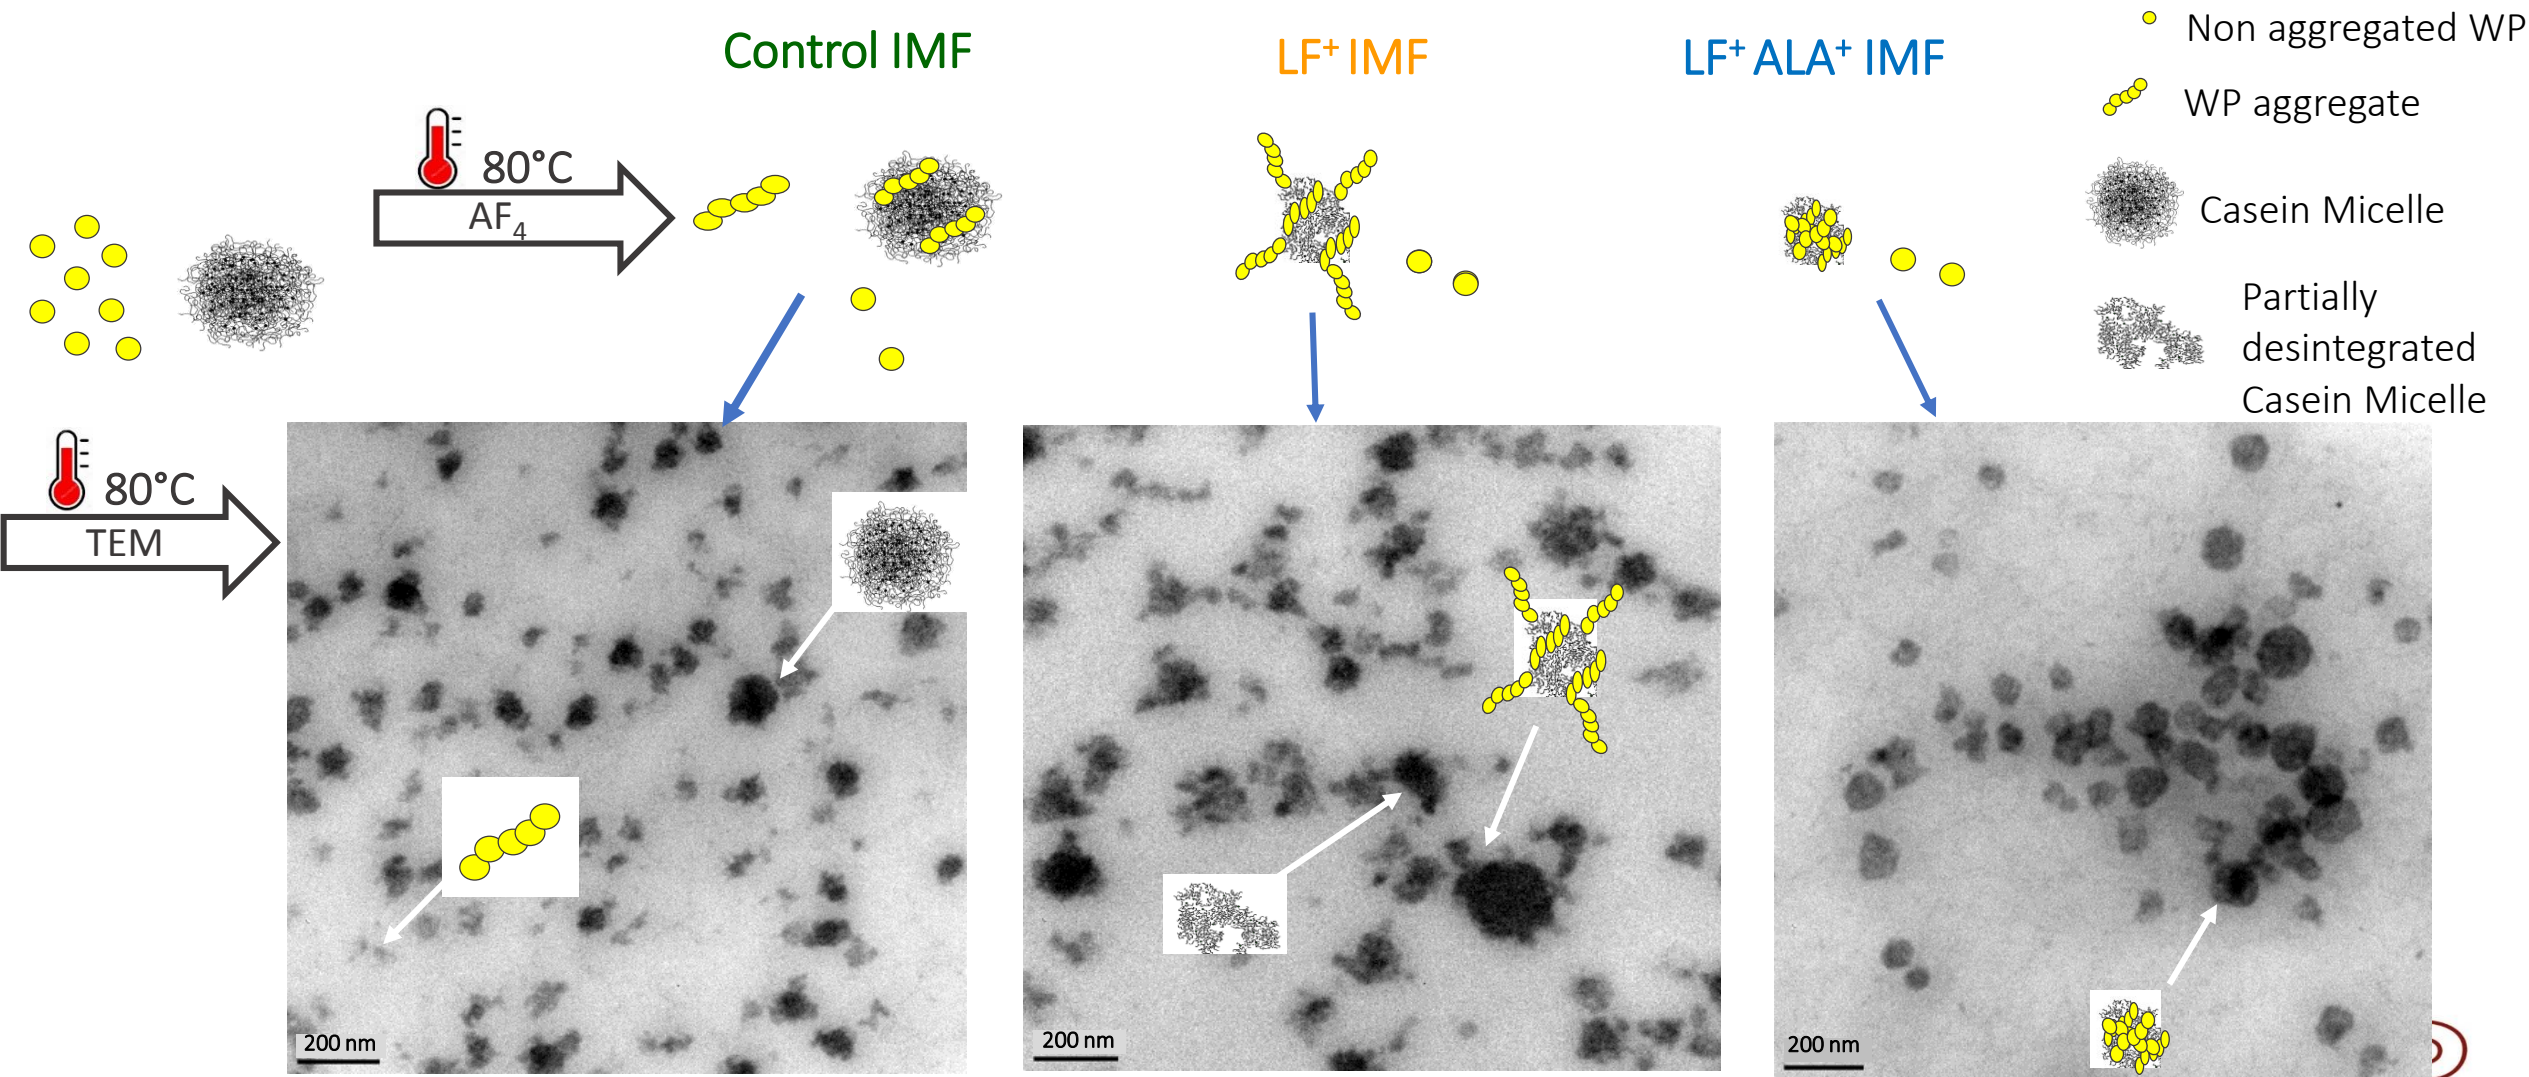 Control IMF
LF⁺ IMF
LF⁺ ALA⁺ IMF
Non aggregated WP
WP aggregate
Casein Micelle
Partially
desintegrated
Casein Micelle
80°C
AF₄
80°C
TEM
200 nm
200 nm
200 nm